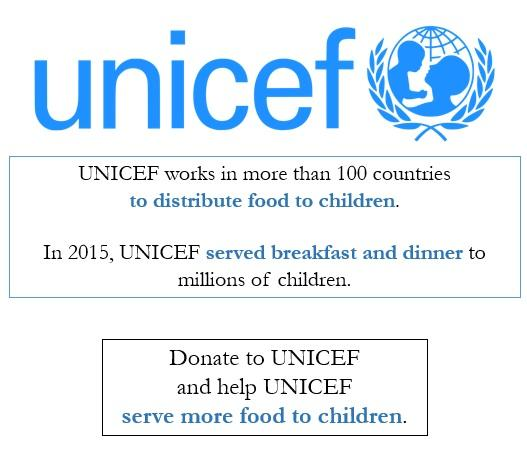 unicef
UNICEF works in more than 100 countries
to distribute food to children.
In 2015, UNICEF served breakfast and dinner to
millions of children.
Donate to UNICEF
and help UNICEF
serve more food to children.